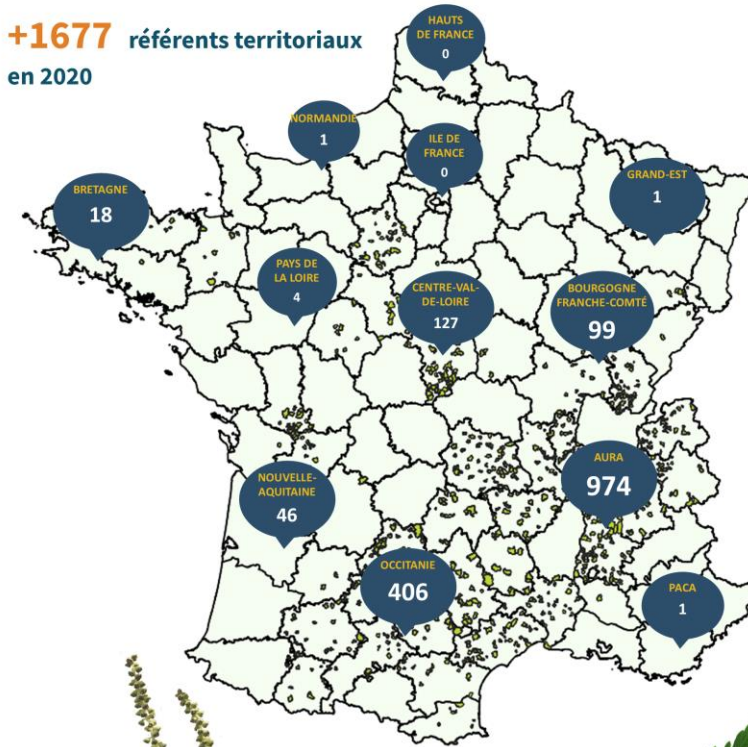 +1677 référents territoriaux
en 2020
HAUTS
DE FRANCE
0
NORMANDIE
1
ILE DE
FRANCE
0
GRAND-EST
1
BRETAGNE
18
PAYS DE
LA LOIRE
4
CENTRE-VAL-
DE-LOIRE
127
BOURGOGNE
FRANCHE-COMTÉ
99
AURA
974
NOUVELLE-
AQUITAINE
46
OCCITANIE
406
PACA
1